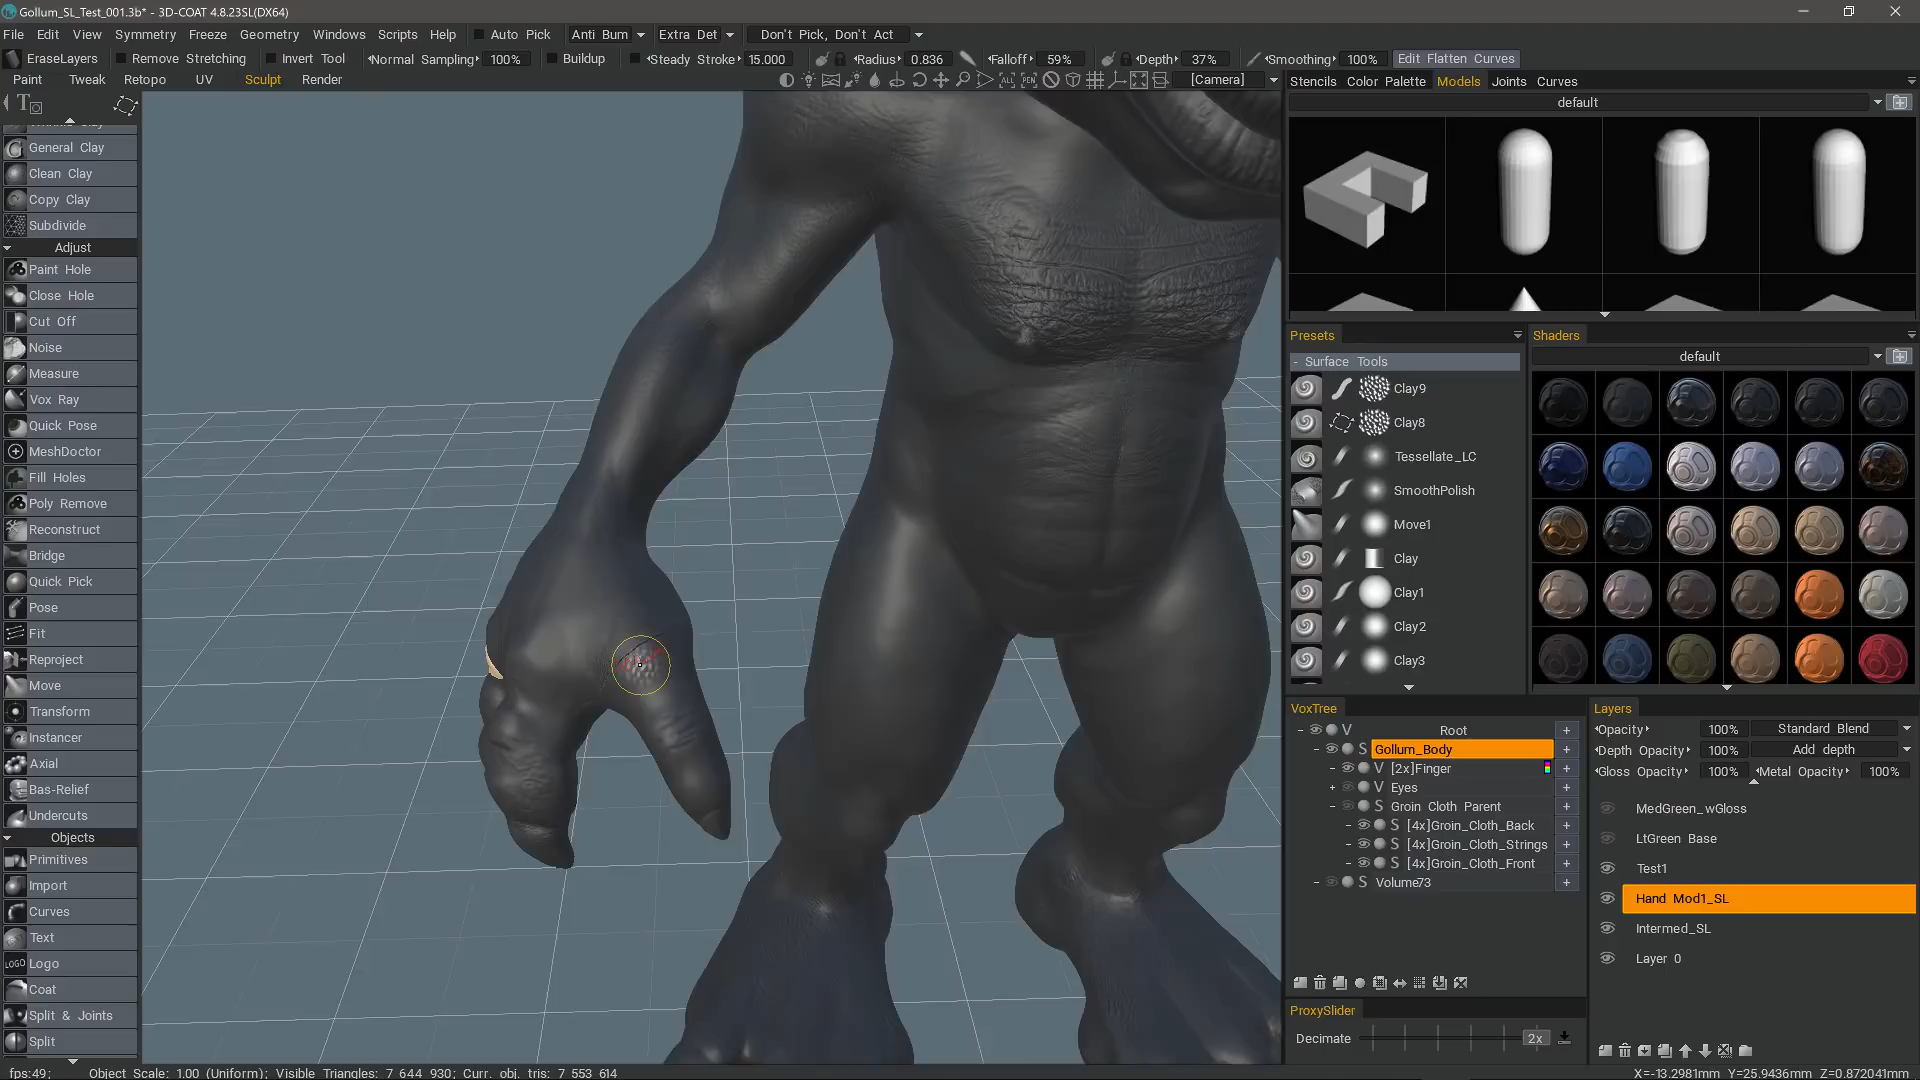 Gollum_SL_Test_001.3b* - 3D-COAT 4.8.23SL(DX64)
File Edit View Symmetry Freeze Geometry Windows Scripts Help Auto Pick Anti Bum Extra Det Don't Pick, Don't Act
EraseLayers Remove Stretching Invert Tool Normal Sampling 100% Buildup Steady Stroke 15.000 Radius 0.836 Falloff 59% Depth 37% Smoothing 100% Edit Flatten Curves
Paint Tweak Retopo UV Sculpt Render [Camera]
General Clay
Clean Clay
Copy Clay
Subdivide
Adjust
Paint Hole
Close Hole
Cut Off
Noise
Measure
Vox Ray
Quick Pose
MeshDoctor
Fill Holes
Poly Remove
Reconstruct
Bridge
Quick Pick
Pose
Fit
Reproject
Move
Transform
Instancer
Axial
Bas-Relief
Undercuts
Objects
Primitives
Import
Curves
Text
LOGO Logo
Coat
Split & Joints
Split
Stencils Color Palette Models Joints Curves
default
Presets
- Surface Tools
Clay9
Clay8
Tessellate_LC
SmoothPolish
Move1
Clay
Clay1
Clay2
Clay3
Shaders
default
VoxTree
- V Root +
- S Gollum_Body +
- V [2x]Finger +
+ V Eyes +
- S Groin Cloth Parent +
- S [4x]Groin_Cloth_Back +
- S [4x]Groin_Cloth_Strings +
- S [4x]Groin_Cloth_Front +
- S Volume73 +
ProxySlider
Decimate 2x
Layers
Opacity 100% Standard Blend
Depth Opacity 100% Add depth
Gloss Opacity 100% Metal Opacity 100%
MedGreen_wGloss
LtGreen Base
Test1
Hand Mod1_SL
Intermed_SL
Layer 0
fps:49; Object Scale: 1.00 (Uniform); Visible Triangles: 7 644 930; Curr. obj. tris: 7 553 614
X=-13.2981mm Y=25.9436mm Z=0.872041mm